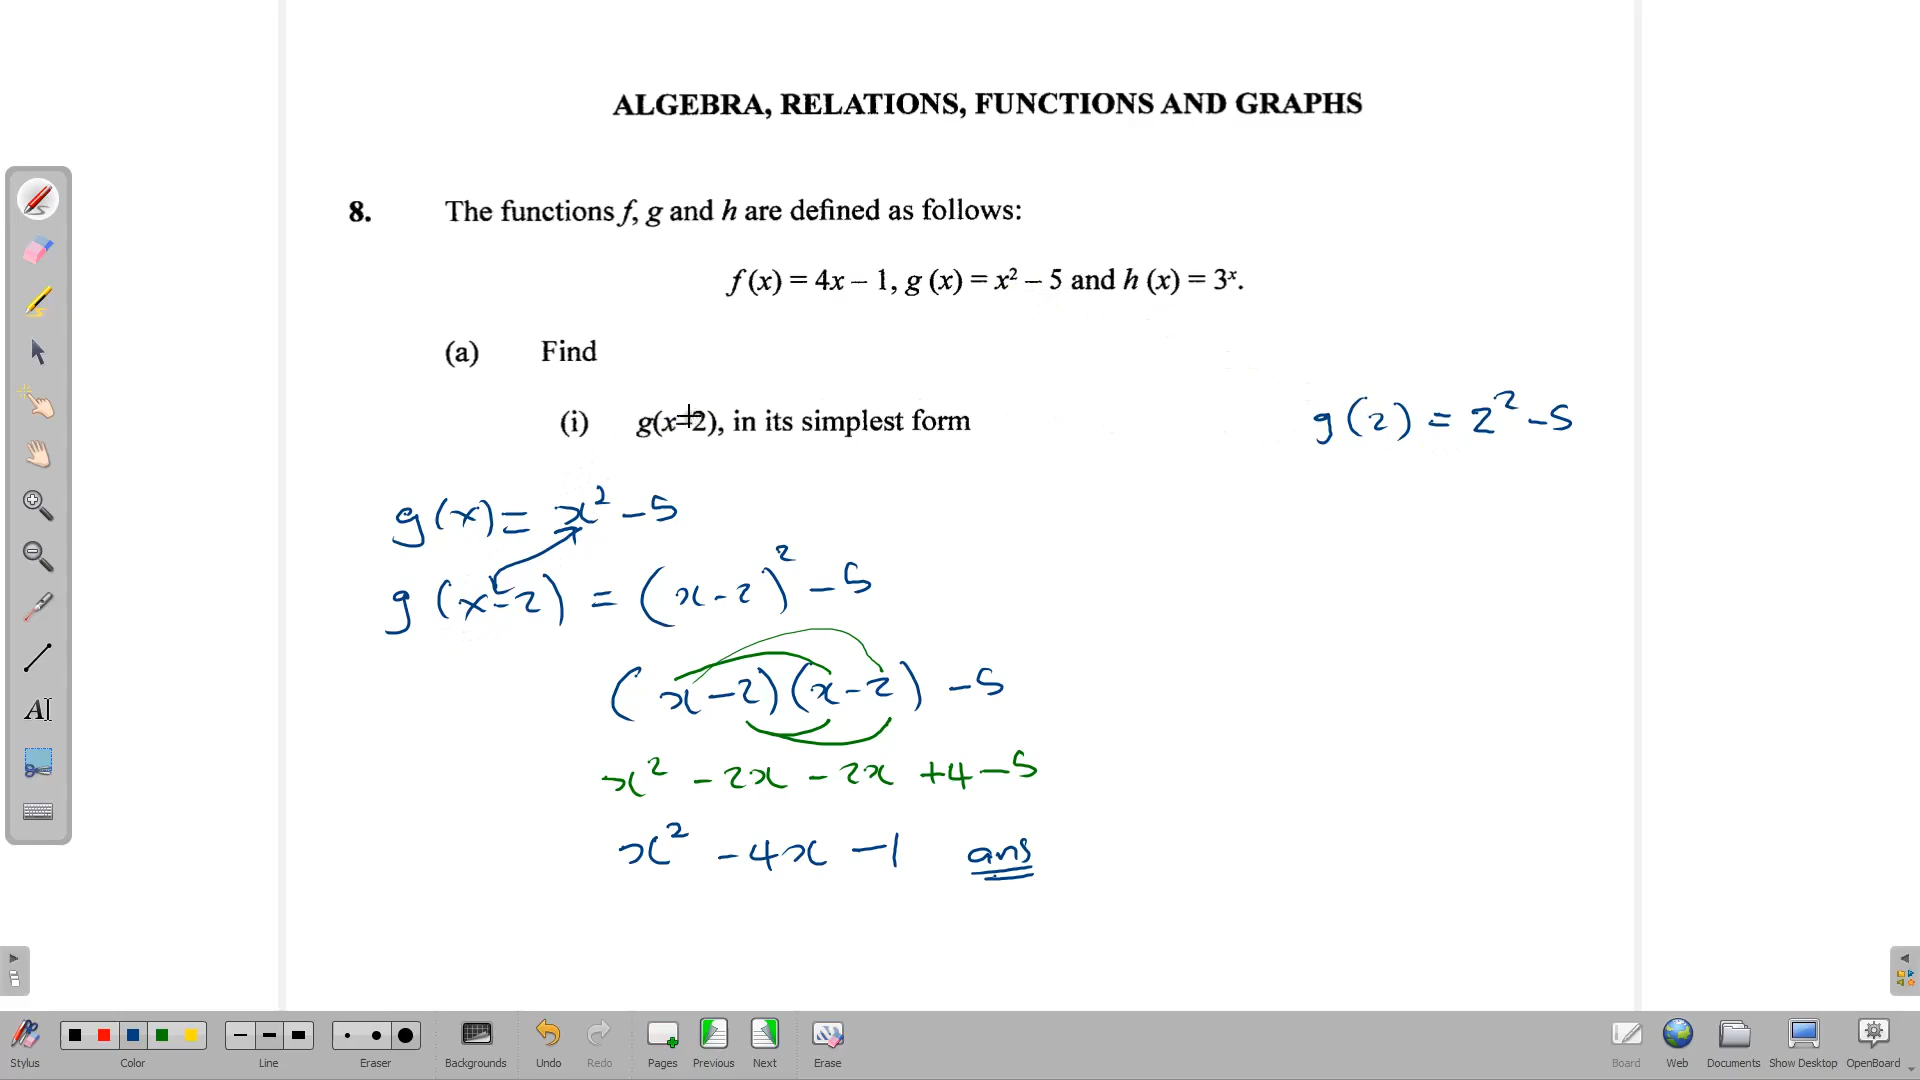 ALGEBRA, RELATIONS, FUNCTIONS AND GRAPHS
8. The functions f, g and h are defined as follows:
f (x) = 4x – 1, g (x) = x² – 5 and h (x) = 3ˣ.
(a) Find
(i) g(x–2), in its simplest form
g(2) = 2² - 5
g(x) = x² - 5
g(x-2) = (x-2)² - 5
(x-2)(x-2) - 5
x² - 2x - 2x + 4 - 5
x² - 4x - 1 ans
Stylus Color Line Eraser Backgrounds Undo Redo Pages Previous Next Erase Board Web Documents Show Desktop OpenBoard